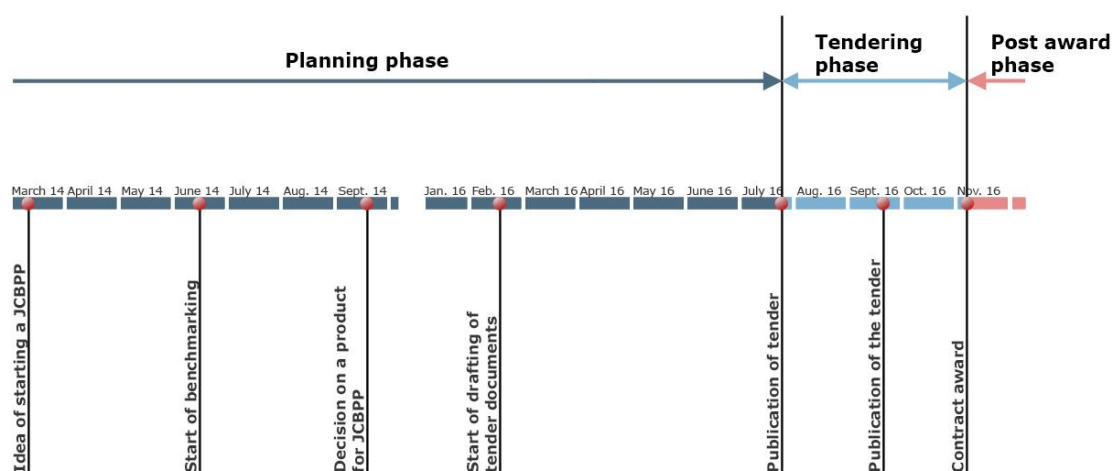 Planning phase
Tendering
phase
Post award
phase
March 14 April 14 May 14 June 14 July 14 Aug. 14 Sept. 14 Jan. 16 Feb. 16 March 16 April 16 May 16 June 16 July 16 Aug. 16 Sept. 16 Oct. 16 Nov. 16
Idea of starting a JCBPP
Start of benchmarking
Decision on a product
for JCBPP
Start of drafting of
tender documents
Publication of tender
Publication of the tender
Contract award